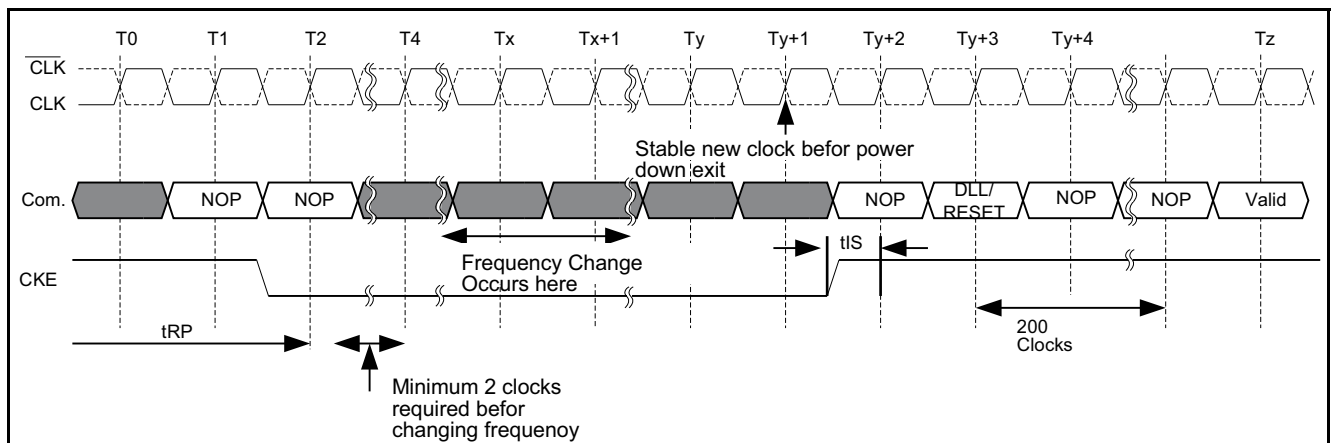 T0 T1 T2 T4 Tx Tx+1 Ty Ty+1 Ty+2 Ty+3 Ty+4 Tz
CLK
CLK
Stable new clock befor power
down exit
Com. NOP NOP NOP DLL/
RESET NOP NOP Valid
tIS
Frequency Change
Occurs here
CKE
tRP
200
Clocks
Minimum 2 clocks
required befor
changing frequenoy